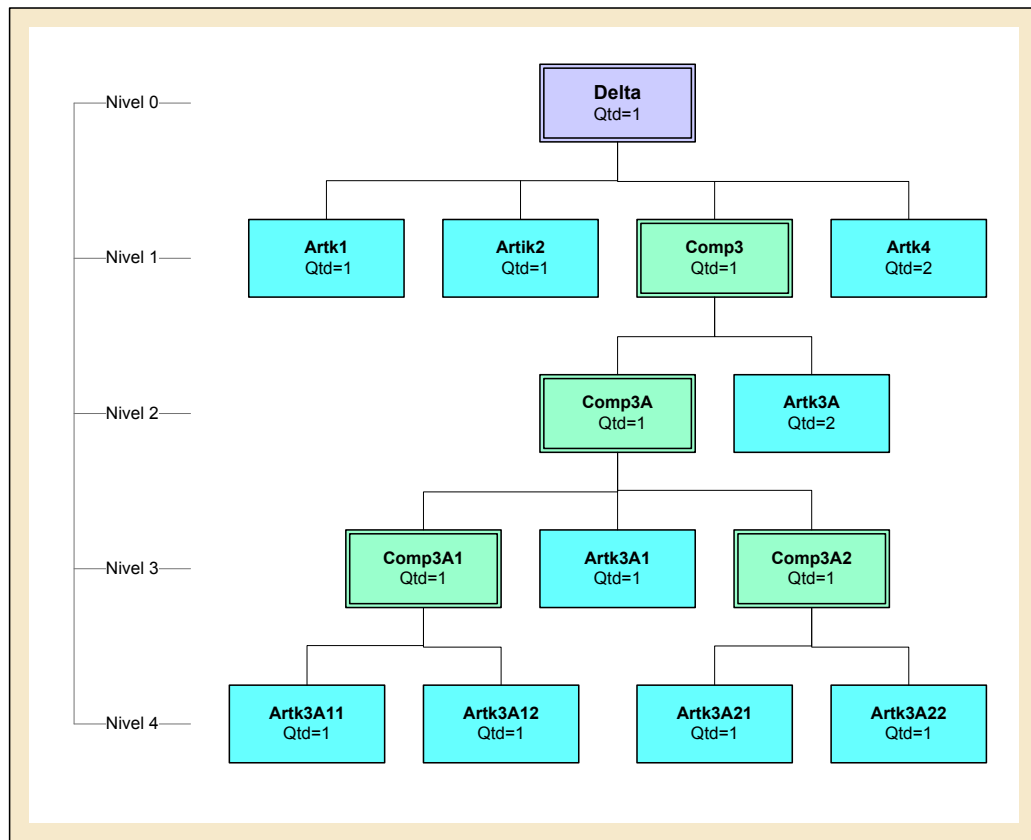 Nivel 0
Delta
Qtd=1
Nivel 1
Artk1
Qtd=1
Artik2
Qtd=1
Comp3
Qtd=1
Artk4
Qtd=2
Nivel 2
Comp3A
Qtd=1
Artk3A
Qtd=2
Nivel 3
Comp3A1
Qtd=1
Artk3A1
Qtd=1
Comp3A2
Qtd=1
Nivel 4
Artk3A11
Qtd=1
Artk3A12
Qtd=1
Artk3A21
Qtd=1
Artk3A22
Qtd=1